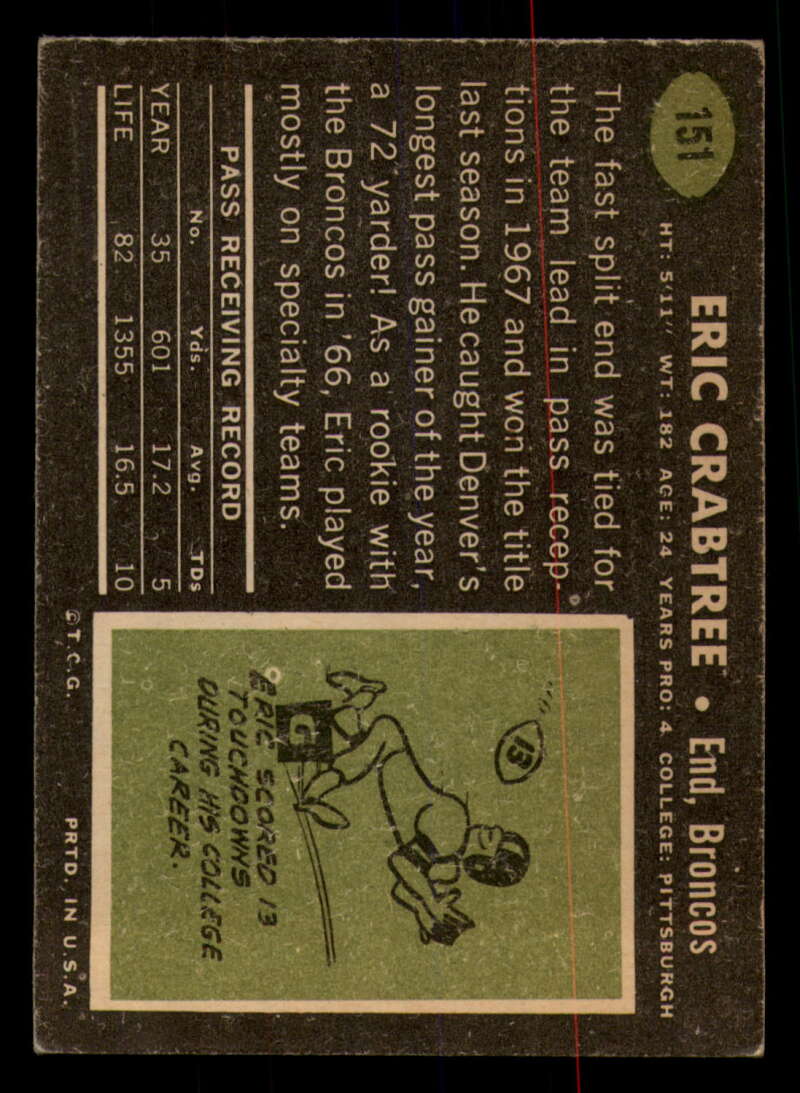 151
ERIC CRABTREE • End, Broncos
HT: 5'11" WT: 182 AGE: 24 YEARS PRO: 4 COLLEGE: PITTSBURGH
The fast split end was tied for
the team lead in pass recep-
tions in 1967 and won the title
last season. He caught Denver's
longest pass gainer of the year,
a 72 yarder! As a rookie with
the Broncos in '66, Eric played
mostly on specialty teams.
PASS RECEIVING RECORD
No. Yds. Avg. TDs
YEAR 35 601 17.2 5
LIFE 82 1355 16.5 10
13
G
ERIC SCORED 13
TOUCHDOWNS
DURING HIS COLLEGE
CAREER.
© T.C.G. PRTD. IN U.S.A.